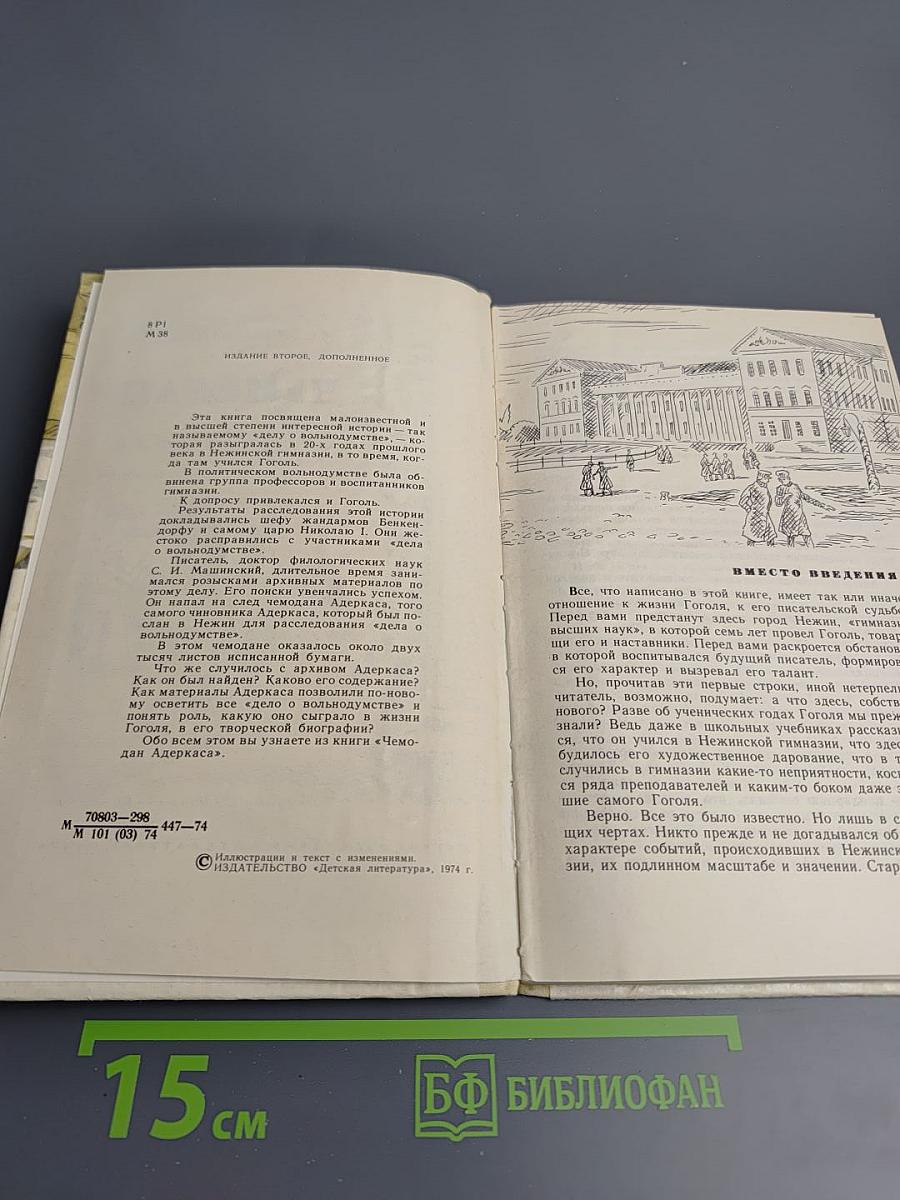 8 Р1
М 38
ИЗДАНИЕ ВТОРОЕ, ДОПОЛНЕННОЕ
Эта книга посвящена малоизвестной и
в высшей степени интересной истории — так
называемому «делу о вольнодумстве», — ко-
торая разыгралась в 20-х годах прошлого
века в Нежинской гимназии, в то время, ког-
да там учился Гоголь.
В политическом вольнодумстве была об-
винена группа профессоров и воспитанников
гимназии.
К допросу привлекался и Гоголь.
Результаты расследования этой истории
докладывались шефу жандармов Бенкен-
дорфу и самому царю Николаю I. Они же-
стоко расправились с участниками «дела
о вольнодумстве».
Писатель, доктор филологических наук
С. И. Машинский, длительное время зани-
мался розысками архивных материалов по
этому делу. Его поиски увенчались успехом.
Он напал на след чемодана Адеркаса, того
самого чиновника Адеркаса, который был по-
слан в Нежин для расследования «дела о
вольнодумстве».
В этом чемодане оказалось около двух
тысяч листов исписанной бумаги.
Что же случилось с архивом Адеркаса?
Как он был найден? Каково его содержание?
Как материалы Адеркаса позволили по-ново-
му осветить все «дело о вольнодумстве» и
понять роль, какую оно сыграло в жизни
Гоголя, в его творческой биографии?
Обо всем этом вы узнаете из книги «Чемо-
дан Адеркаса».
М 70803—298 447—74
М 101 (03) 74
© Иллюстрации и текст с изменениями.
ИЗДАТЕЛЬСТВО «Детская литература», 1974 г.
ВМЕСТО ВВЕДЕНИЯ
Все, что написано в этой книге, имеет так или иначе
отношение к жизни Гоголя, к его писательской судьбе
Перед вами предстанут здесь город Нежин, «гимнази
высших наук», в которой семь лет провел Гоголь, товар
щи его и наставники. Перед вами раскроется обстанов
в которой воспитывался будущий писатель, формиров
ся его характер и вызревал его талант.
Но, прочитав эти первые строки, иной нетерпел
читатель, возможно, подумает: а что здесь, собств
нового? Разве об ученических годах Гоголя мы преж
знали? Ведь даже в школьных учебниках рассказ
ся, что он учился в Нежинской гимназии, что здес
будилось его художественное дарование, что в т
случились в гимназии какие-то неприятности, косн
ся ряда преподавателей и каким-то боком даже з
шие самого Гоголя.
Верно. Все это было известно. Но лишь в с
щих чертах. Никто прежде и не догадывался об
характере событий, происходивших в Нежинск
зии, их подлинном масштабе и значении. Стар
15 см
БФ БИБЛИОФАН